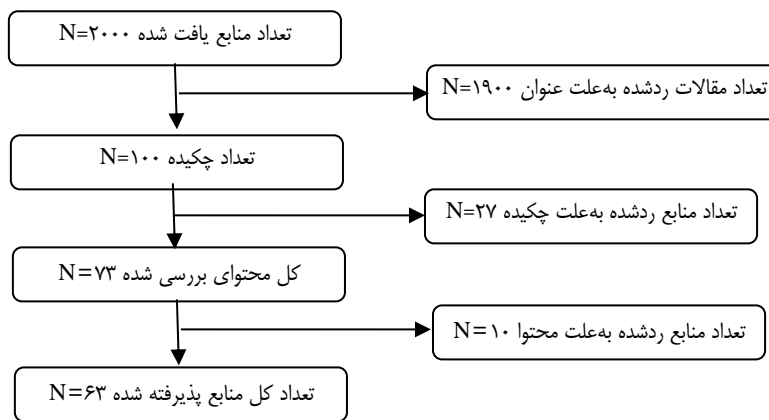 تعداد منابع یافت شده N=۲۰۰۰
تعداد مقالات ردشده به‌علت عنوان N=۱۹۰۰
تعداد چکیده N=۱۰۰
تعداد منابع ردشده به‌علت چکیده N=۲۷
کل محتوای بررسی شده N=۷۳
تعداد منابع ردشده به‌علت محتوا N=۱۰
تعداد کل منابع پذیرفته شده N=۶۳